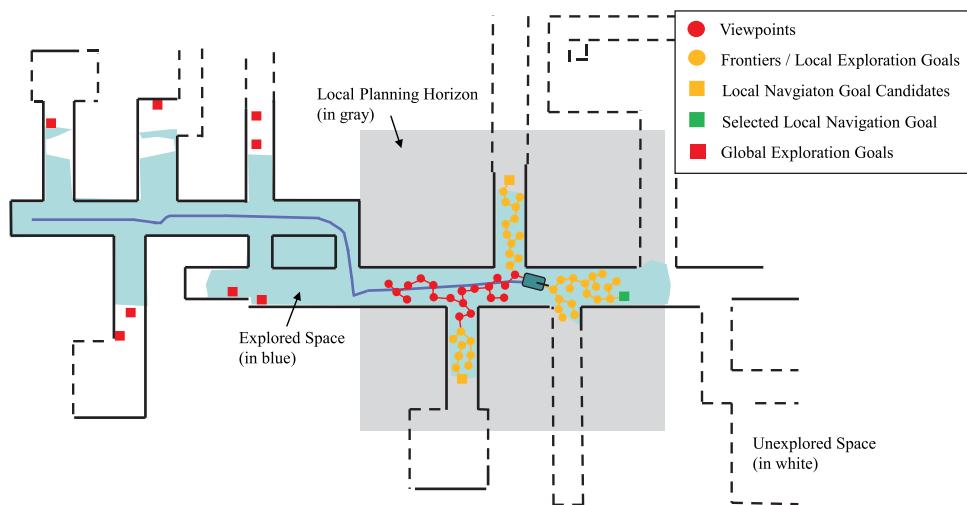 Viewpoints
Frontiers / Local Exploration Goals
Local Navgiaton Goal Candidates
Selected Local Navigation Goal
Global Exploration Goals
Local Planning Horizon
(in gray)
Explored Space
(in blue)
Unexplored Space
(in white)